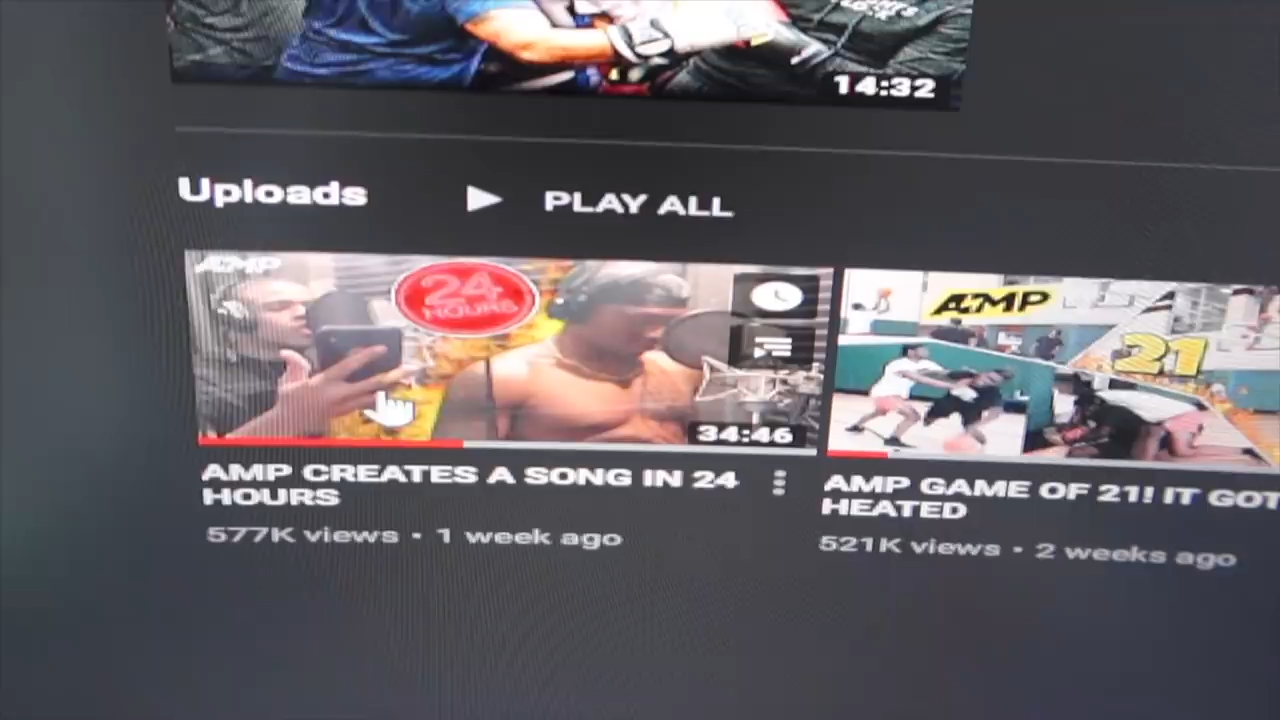 14:32
Uploads
PLAY ALL
AMP
24
HOURS
34:46
AMP
21
AMP CREATES A SONG IN 24
HOURS
577K views • 1 week ago
AMP GAME OF 21! IT GOT
HEATED
521K views • 2 weeks ago